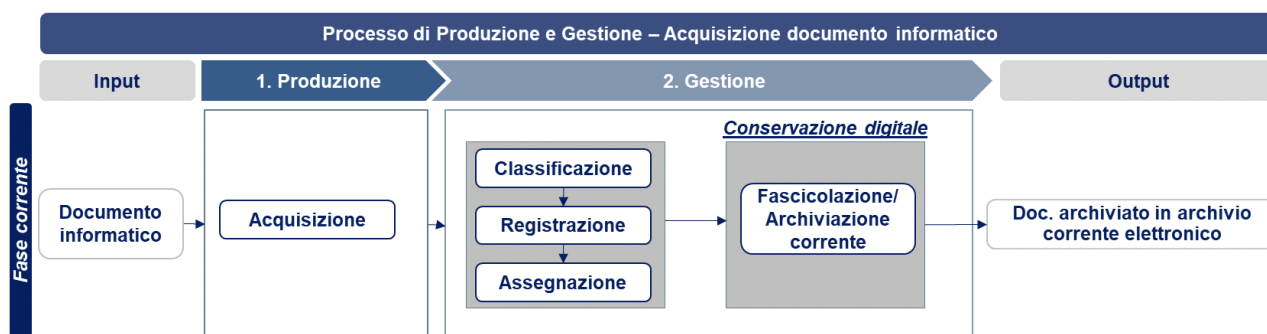 Processo di Produzione e Gestione – Acquisizione documento informatico
Input
1. Produzione
2. Gestione
Output
Fase corrente
Documento
informatico
Acquisizione
Classificazione
Registrazione
Assegnazione
Conservazione digitale
Fascicolazione/
Archiviazione
corrente
Doc. archiviato in archivio
corrente elettronico